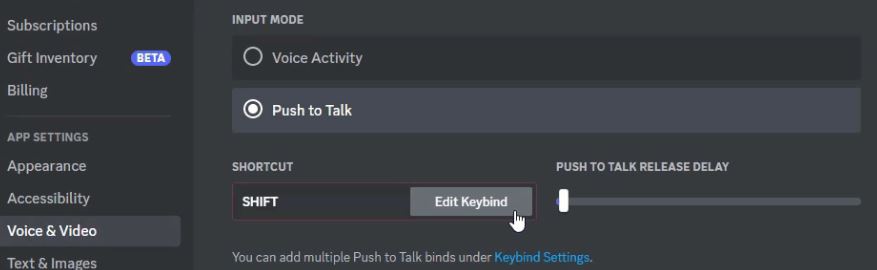 Subscriptions
Gift Inventory BETA
Billing
APP SETTINGS
Appearance
Accessibility
Voice & Video
Text & Images
INPUT MODE
Voice Activity
Push to Talk
SHORTCUT
SHIFT Edit Keybind
PUSH TO TALK RELEASE DELAY
You can add multiple Push to Talk binds under Keybind Settings.